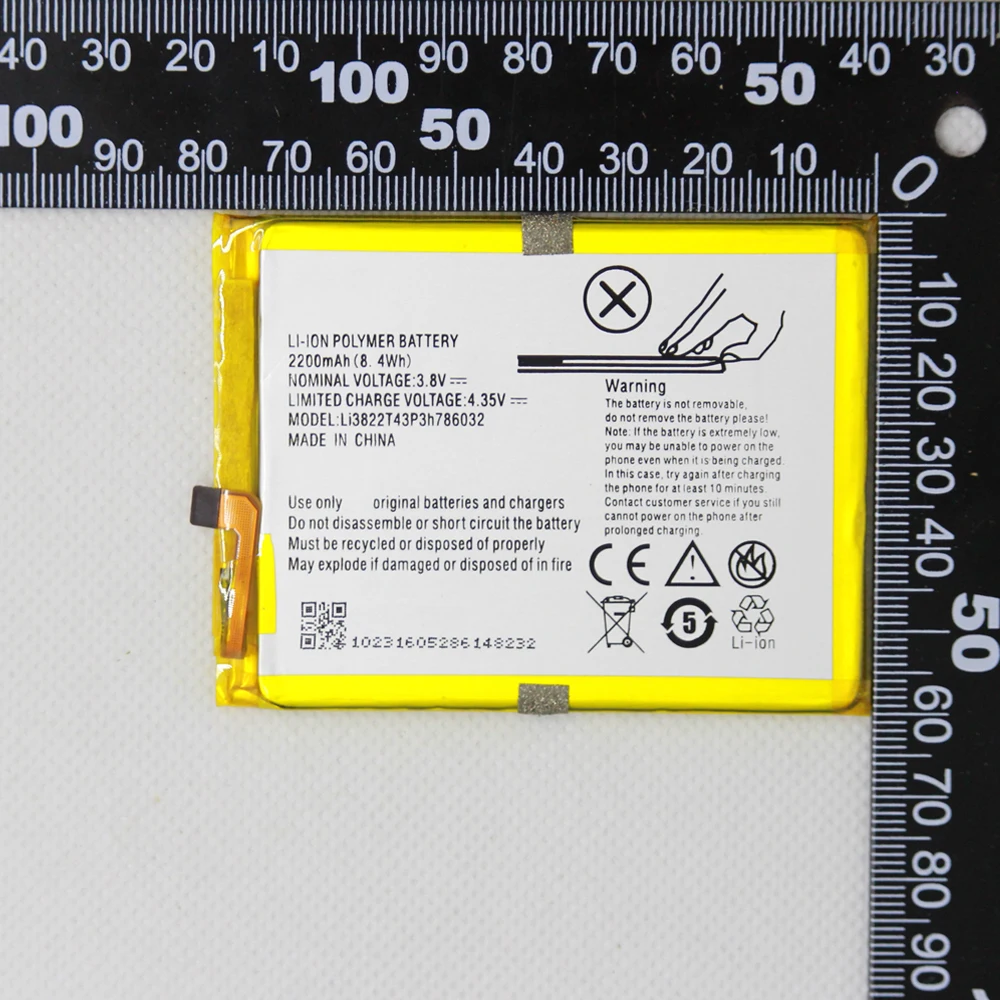 40 30 20 10 100 90 80 70 60 50 40 30
100 90 80 70 60 50 40 30 20 10 0
10 20 30 40 50 60 70 80 90
LI-ION POLYMER BATTERY
2200mAh(8.4Wh)
NOMINAL VOLTAGE:3.8V
LIMITED CHARGE VOLTAGE:4.35V
MODEL:Li3822T43P3h786032
MADE IN CHINA
Use only original batteries and chargers
Do not disassemble or short circuit the battery
Must be recycled or disposed of properly
May explode if damaged or disposed of in fire
10231605286148232
Warning
The battery is not removable,
do not remove the battery please!
Note: If the battery is extremely low,
you may be unable to power on the
phone even when it is being charged.
In this case, try again after charging
the phone for at least 10 minutes.
Contact customer service if you still
cannot power on the phone after
prolonged charging.
CE
5
Li-ion